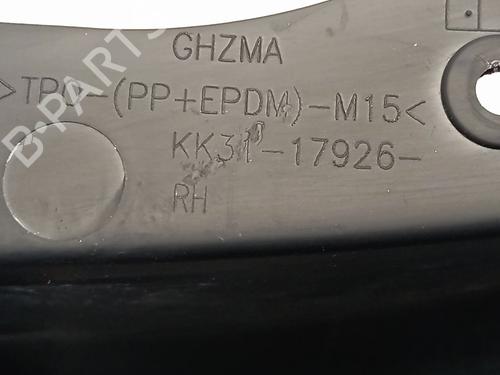 GHZMA
>TPO-(PP+EPDM)-M15<
KK31-17926-
RH